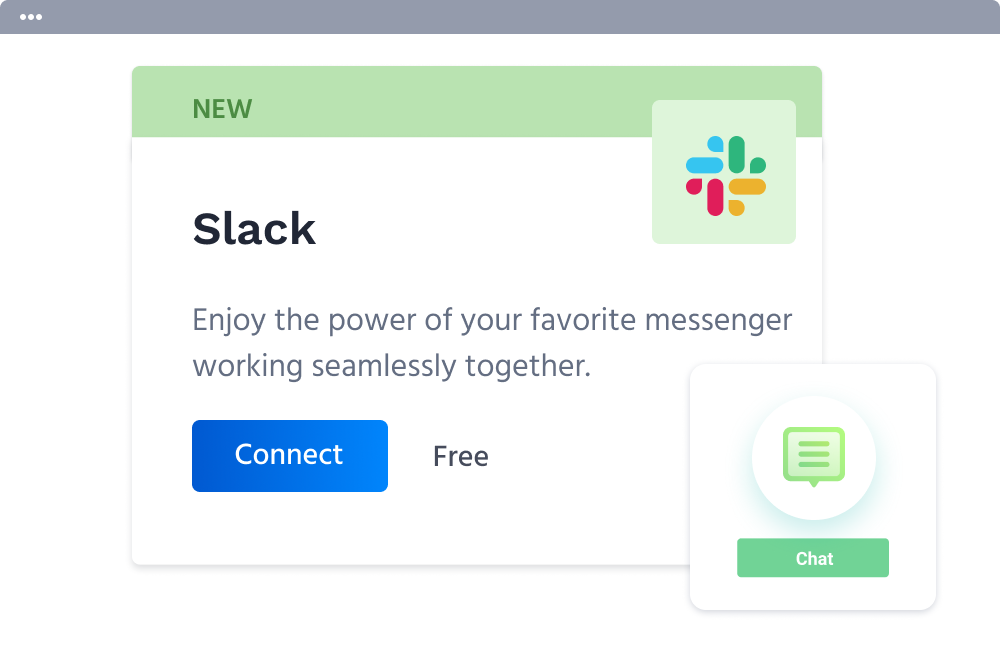 NEW
Slack
Enjoy the power of your favorite messenger
working seamlessly together.
Connect
Free
Chat